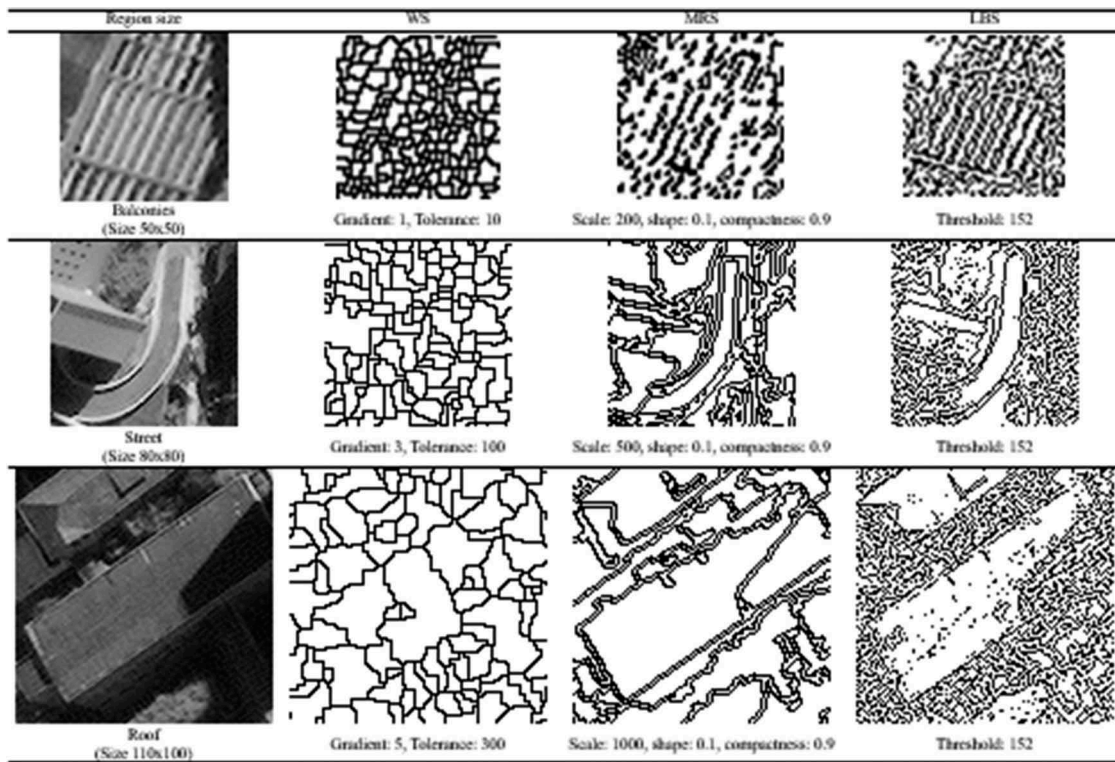 Region size WS MRS LBS
Balconies
(Size 50x50)
Gradient: 1, Tolerance: 10 Scale: 200, shape: 0.1, compactness: 0.9 Threshold: 152
Street
(Size 80x80)
Gradient: 3, Tolerance: 100 Scale: 500, shape: 0.1, compactness: 0.9 Threshold: 152
Roof
(Size 110x100)
Gradient: 5, Tolerance: 300 Scale: 1000, shape: 0.1, compactness: 0.9 Threshold: 152